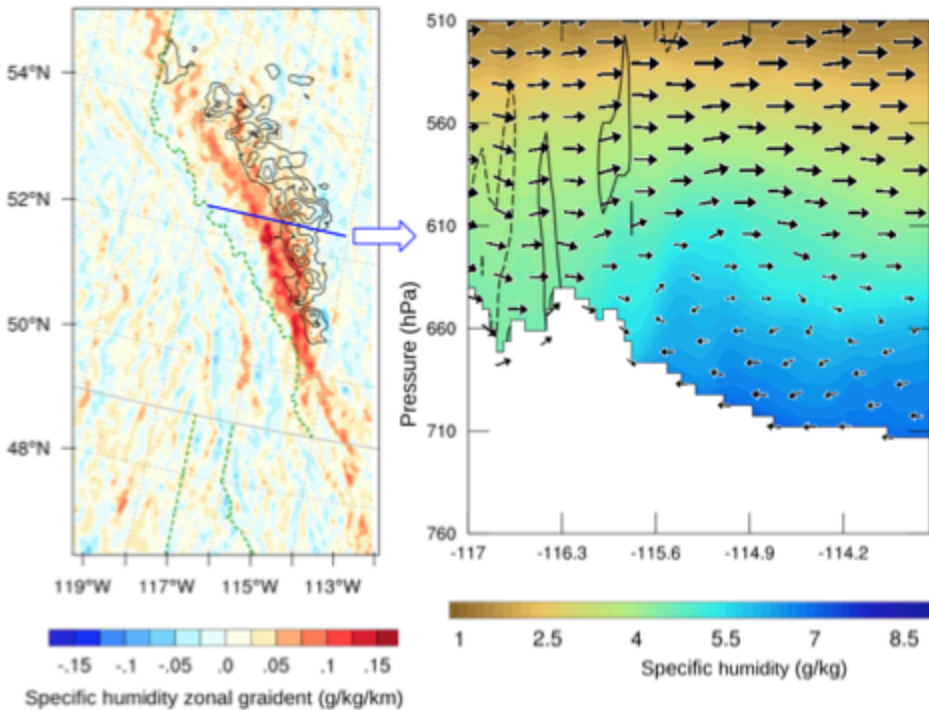 54°N
52°N
50°N
48°N
119°W 117°W 115°W 113°W
-.15 -.1 -.05 .0 .05 .1 .15
Specific humidity zonal graident (g/kg/km)
Pressure (hPa)
510
560
610
660
710
760
-117 -116.3 -115.6 -114.9 -114.2
1 2.5 4 5.5 7 8.5
Specific humidity (g/kg)